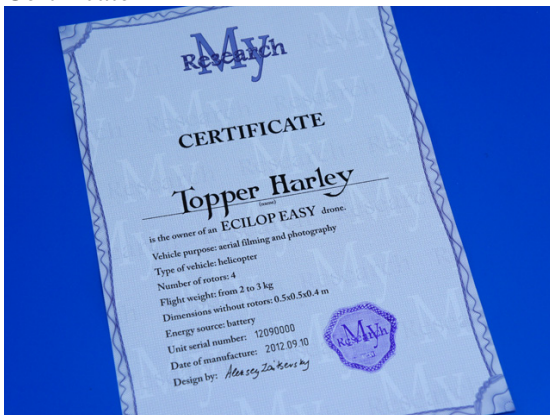 My
Research
CERTIFICATE
Topper Harley
(name)
is the owner of an ECILOP EASY drone.
Vehicle purpose: aerial filming and photography
Type of vehicle: helicopter
Number of rotors: 4
Flight weight: from 2 to 3 kg
Dimensions without rotors: 0.5x0.5x0.4 m
Energy source: battery
Unit serial number: 12090000
Date of manufacture: 2012.09.10
Design by: Alexsey Zaitsevsky
My
Research